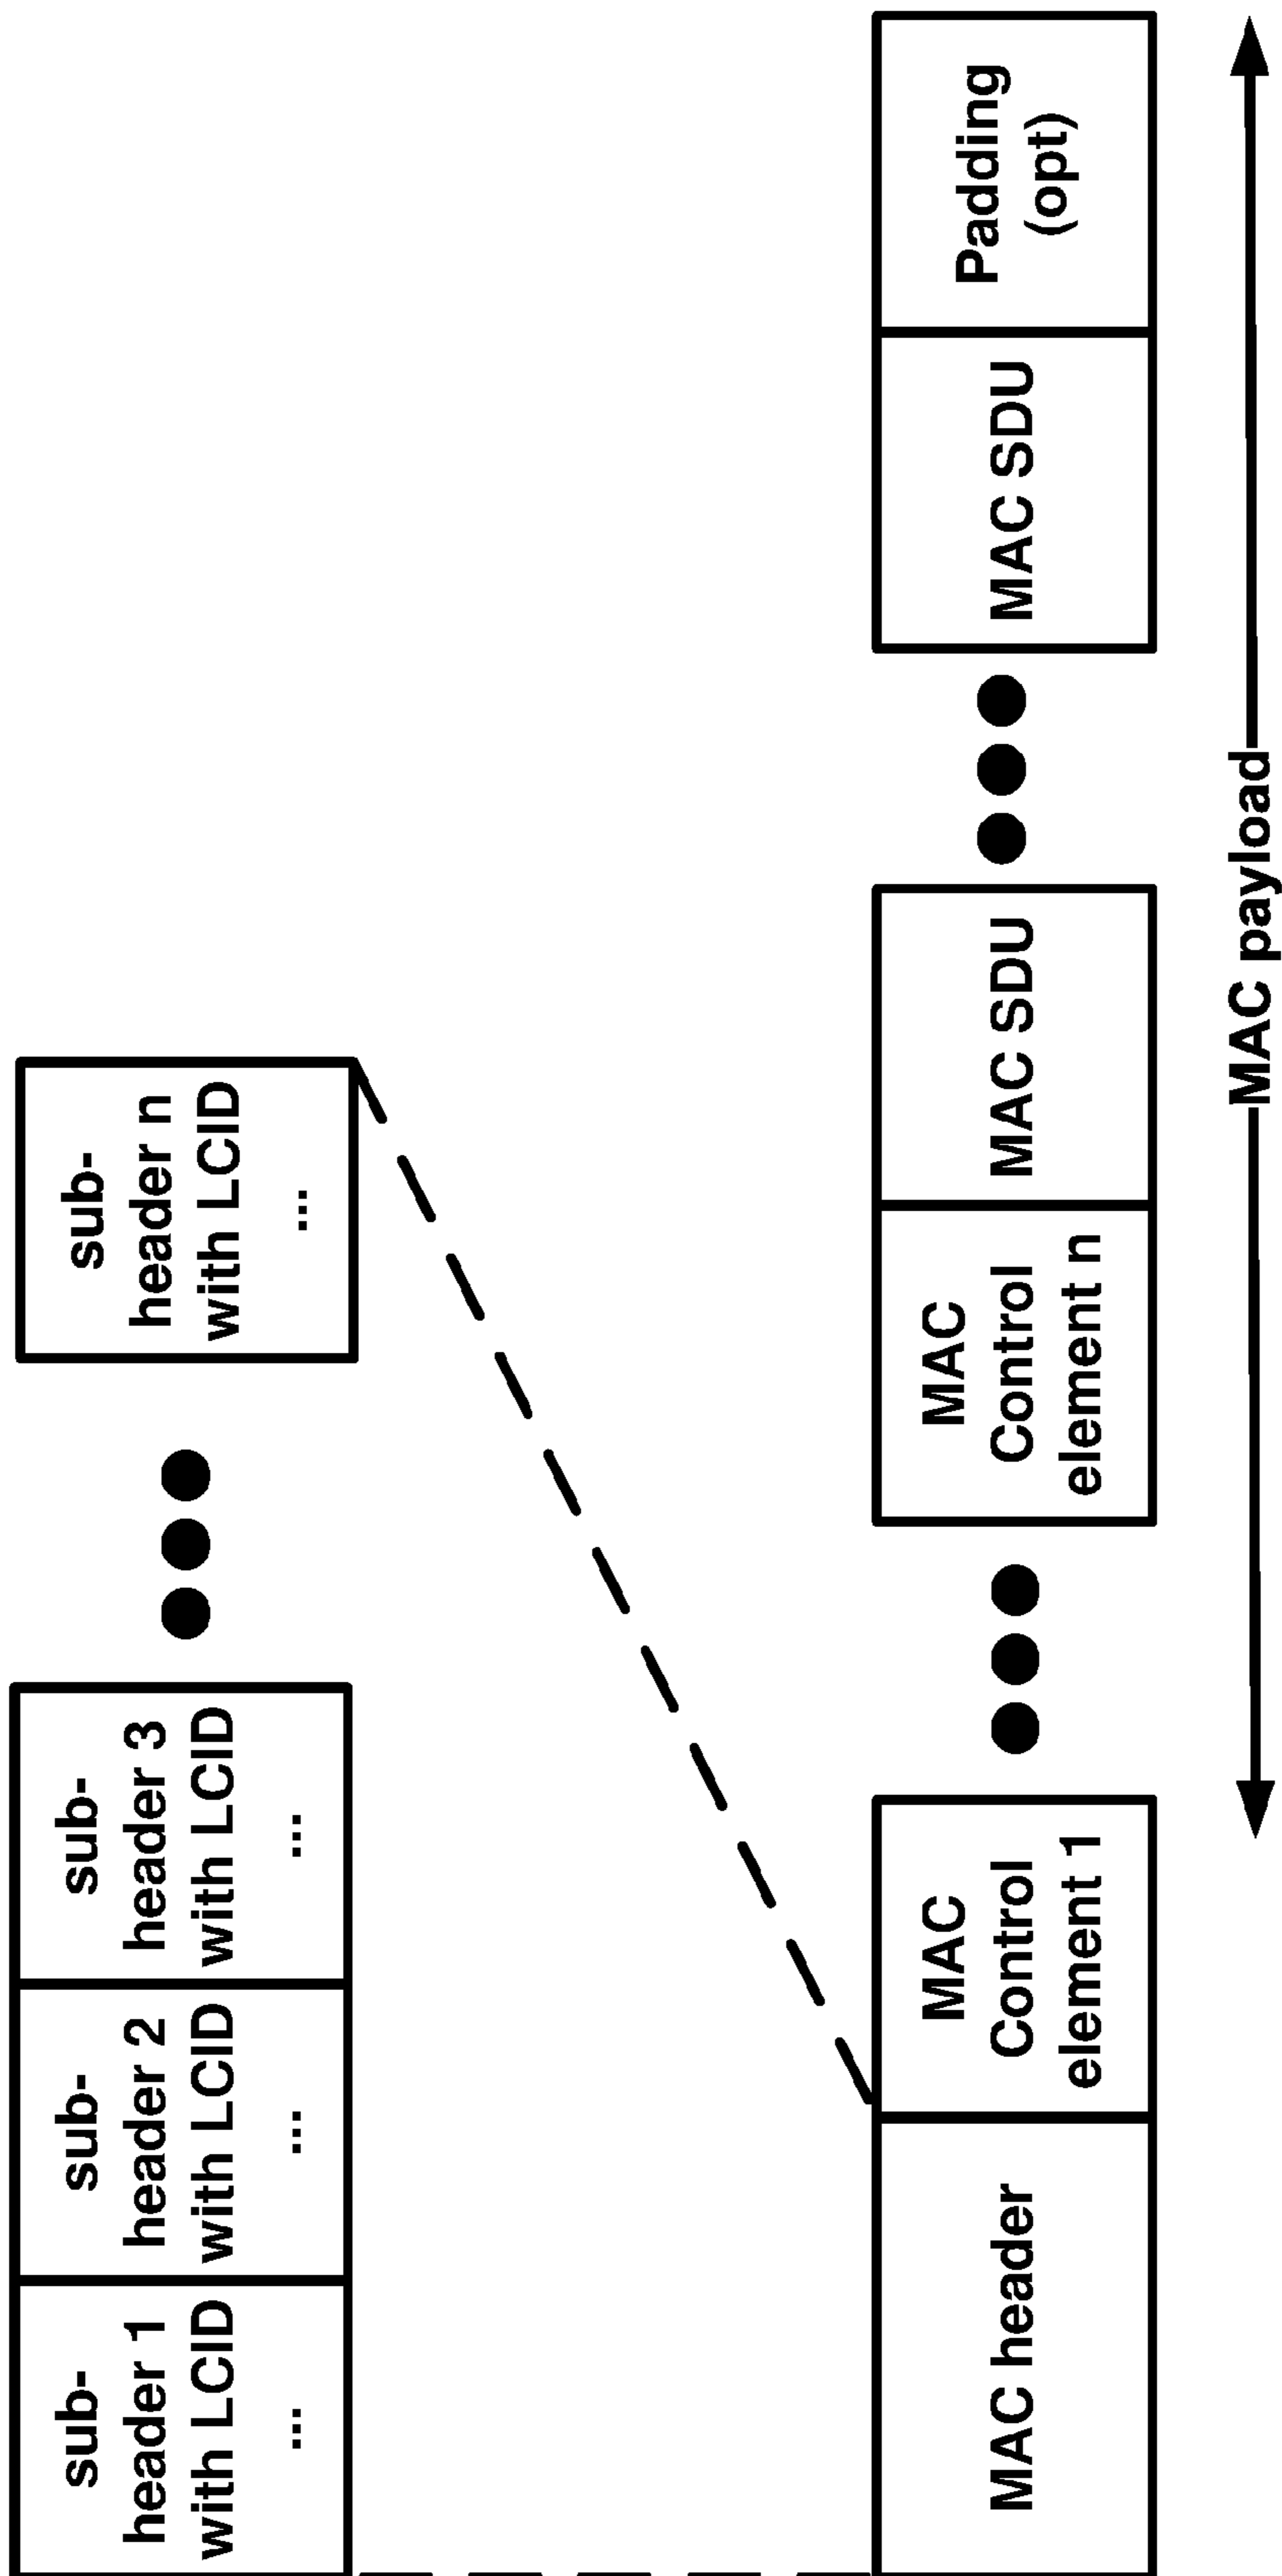 sub-
header 1
with LCID
...
sub-
header 2
with LCID
...
sub-
header 3
with LCID
...
sub-
header n
with LCID
...
MAC header
MAC
Control
element 1
MAC
Control
element n
MAC SDU
MAC SDU
Padding
(opt)
MAC payload